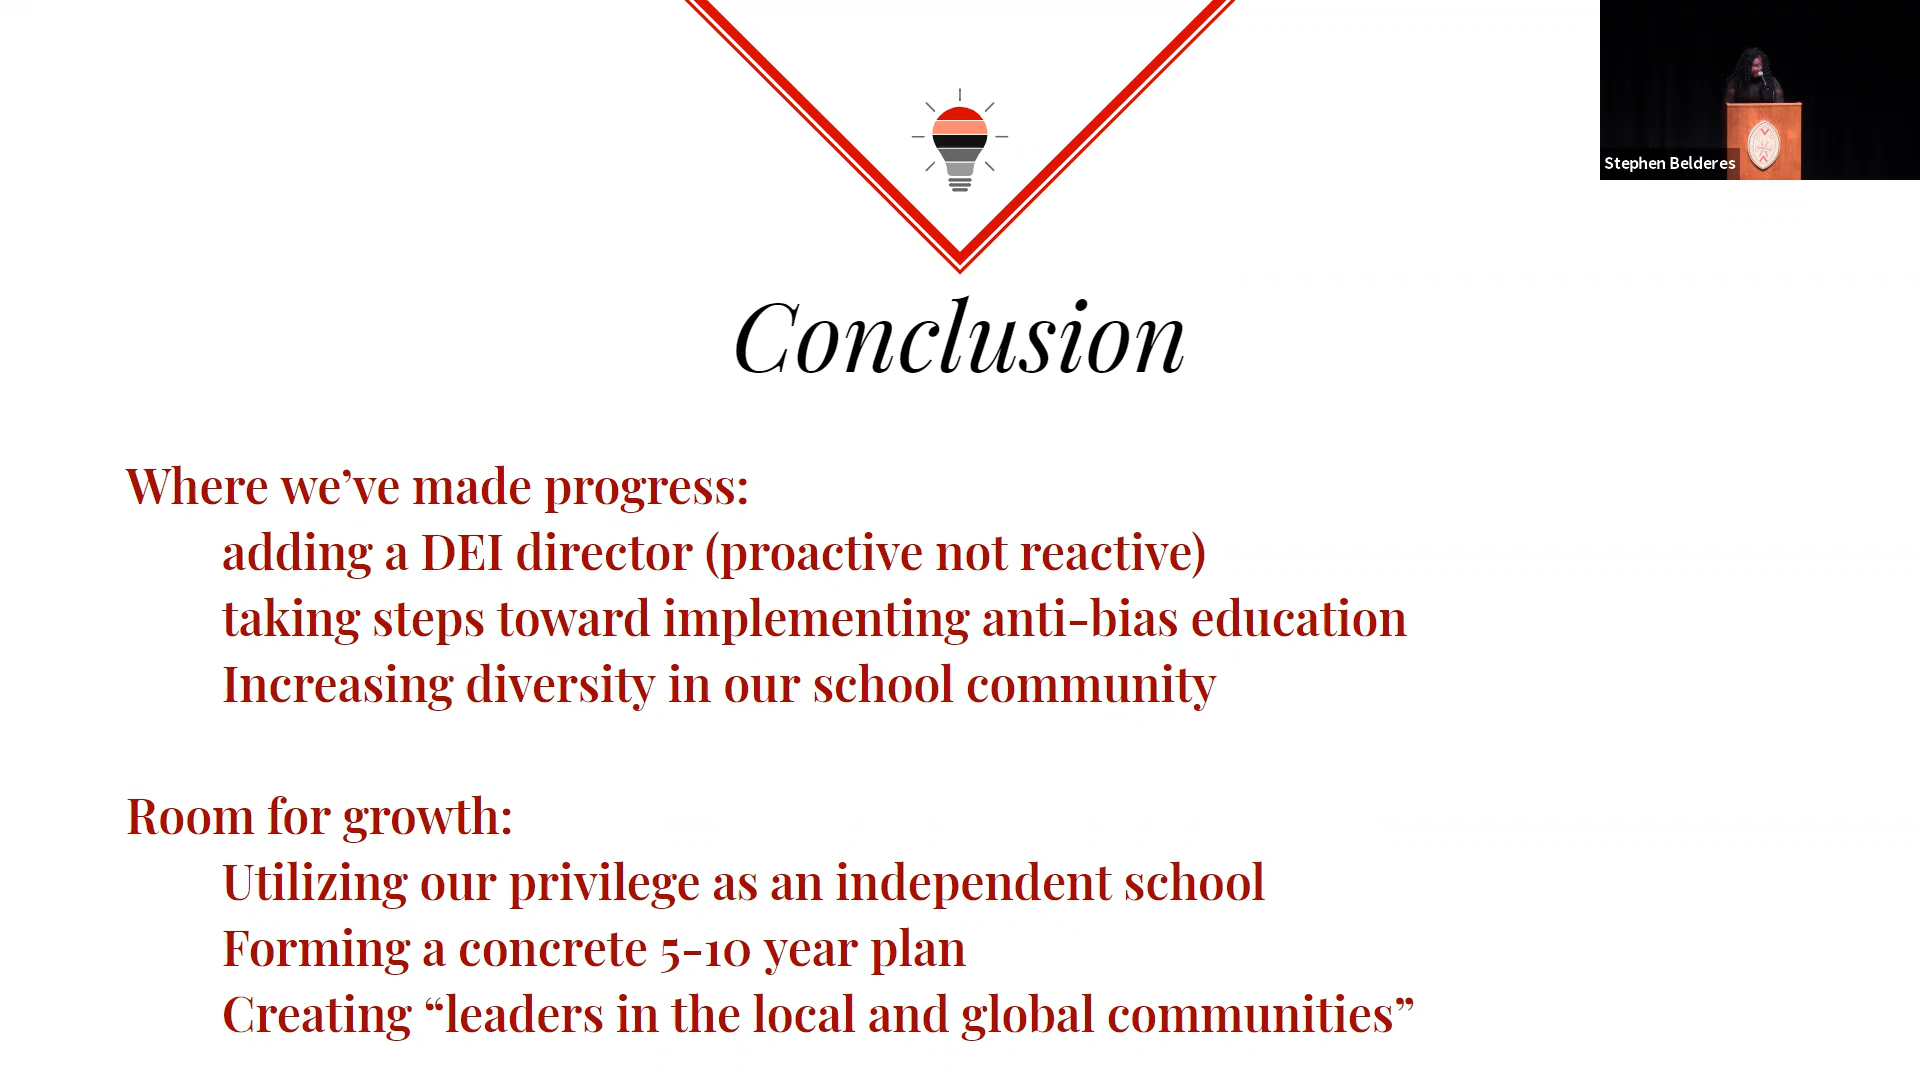 Stephen Belderes
Conclusion
Where we’ve made progress:
adding a DEI director (proactive not reactive)
taking steps toward implementing anti-bias education
Increasing diversity in our school community
Room for growth:
Utilizing our privilege as an independent school
Forming a concrete 5-10 year plan
Creating “leaders in the local and global communities”